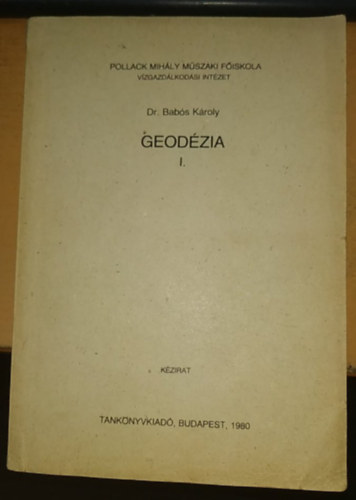 POLLACK MIHÁLY MŰSZAKI FŐISKOLA
VÍZGAZDÁLKODÁSI INTÉZET
Dr. Babós Károly
GEODÉZIA
I.
KÉZIRAT
TANKÖNYVKIADÓ, BUDAPEST, 1980